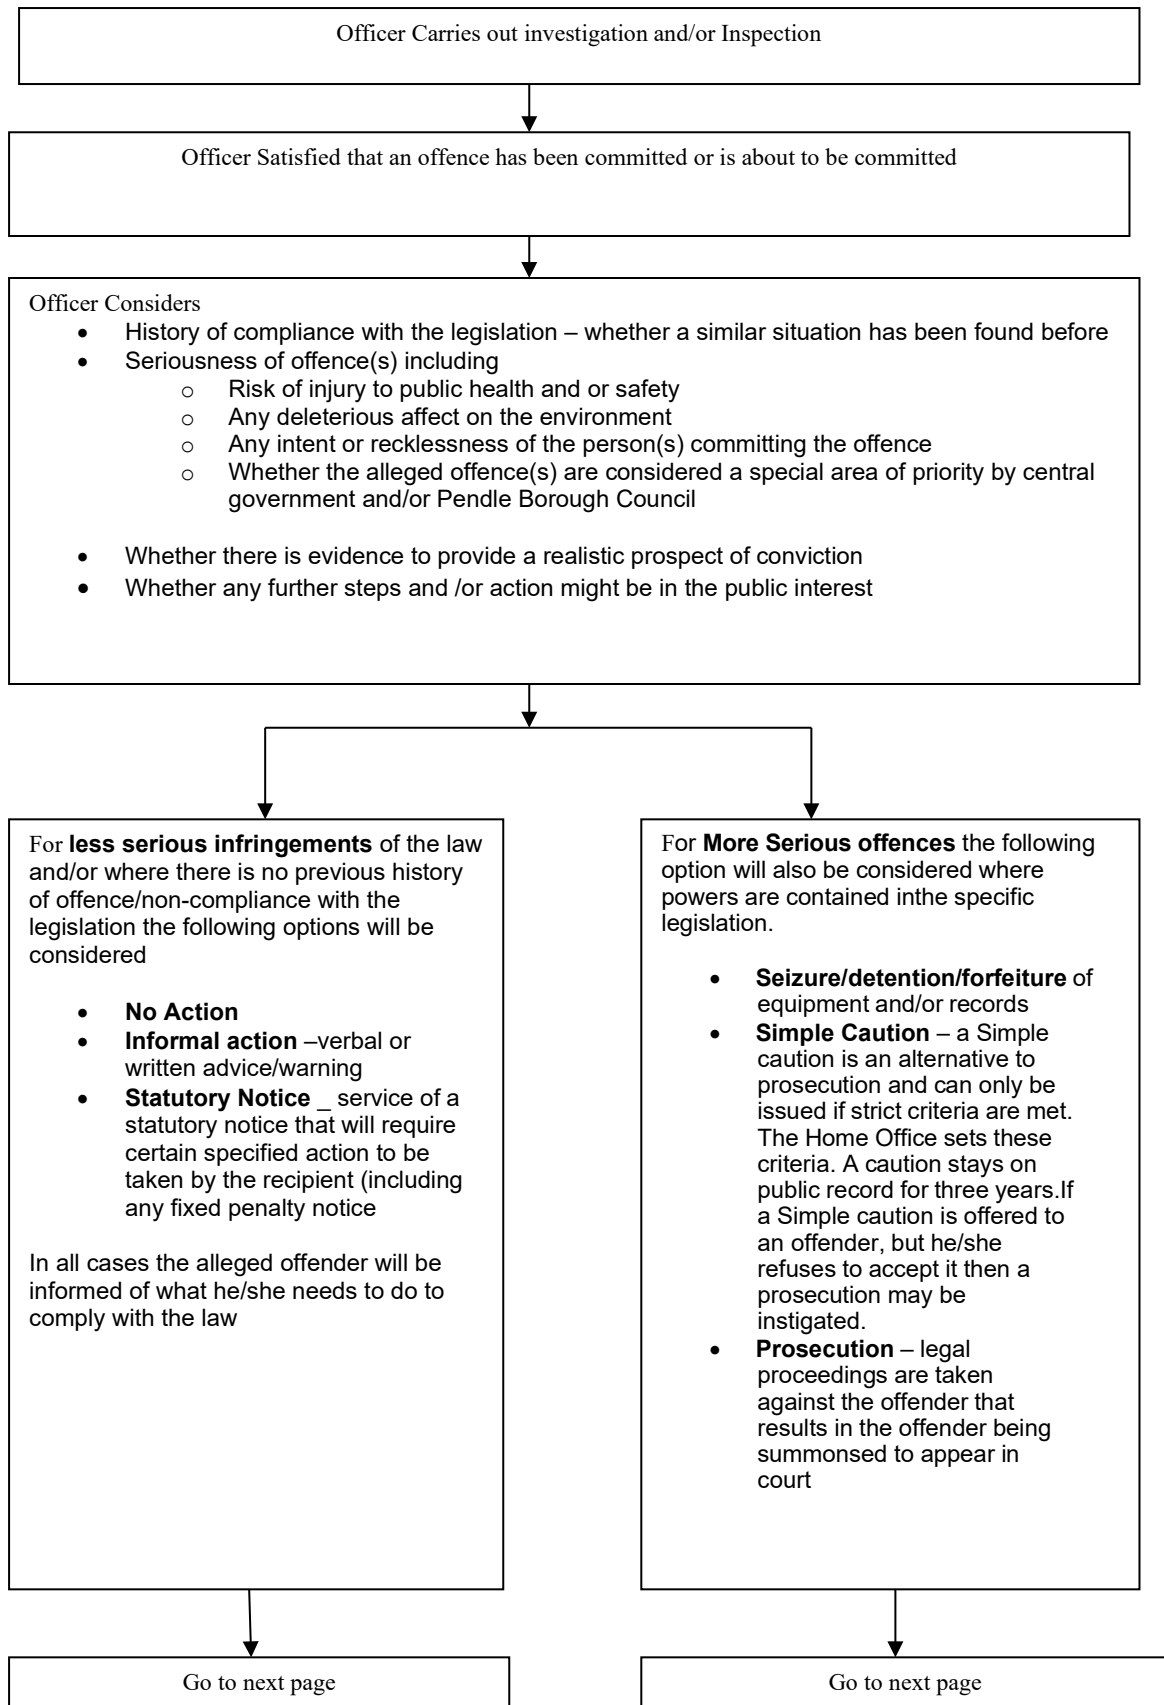 Officer Carries out investigation and/or Inspection
Officer Satisfied that an offence has been committed or is about to be committed
Officer Considers
• History of compliance with the legislation – whether a similar situation has been found before
• Seriousness of offence(s) including
o Risk of injury to public health and or safety
o Any deleterious affect on the environment
o Any intent or recklessness of the person(s) committing the offence
o Whether the alleged offence(s) are considered a special area of priority by central
government and/or Pendle Borough Council
• Whether there is evidence to provide a realistic prospect of conviction
• Whether any further steps and /or action might be in the public interest
For less serious infringements of the law
and/or where there is no previous history
of offence/non-compliance with the
legislation the following options will be
considered
• No Action
• Informal action –verbal or
written advice/warning
• Statutory Notice _ service of a
statutory notice that will require
certain specified action to be
taken by the recipient (including
any fixed penalty notice
In all cases the alleged offender will be
informed of what he/she needs to do to
comply with the law
Go to next page
For More Serious offences the following
option will also be considered where
powers are contained inthe specific
legislation.
• Seizure/detention/forfeiture of
equipment and/or records
• Simple Caution – a Simple
caution is an alternative to
prosecution and can only be
issued if strict criteria are met.
The Home Office sets these
criteria. A caution stays on
public record for three years.If
a Simple caution is offered to
an offender, but he/she
refuses to accept it then a
prosecution may be
instigated.
• Prosecution – legal
proceedings are taken
against the offender that
results in the offender being
summonsed to appear in
court
Go to next page